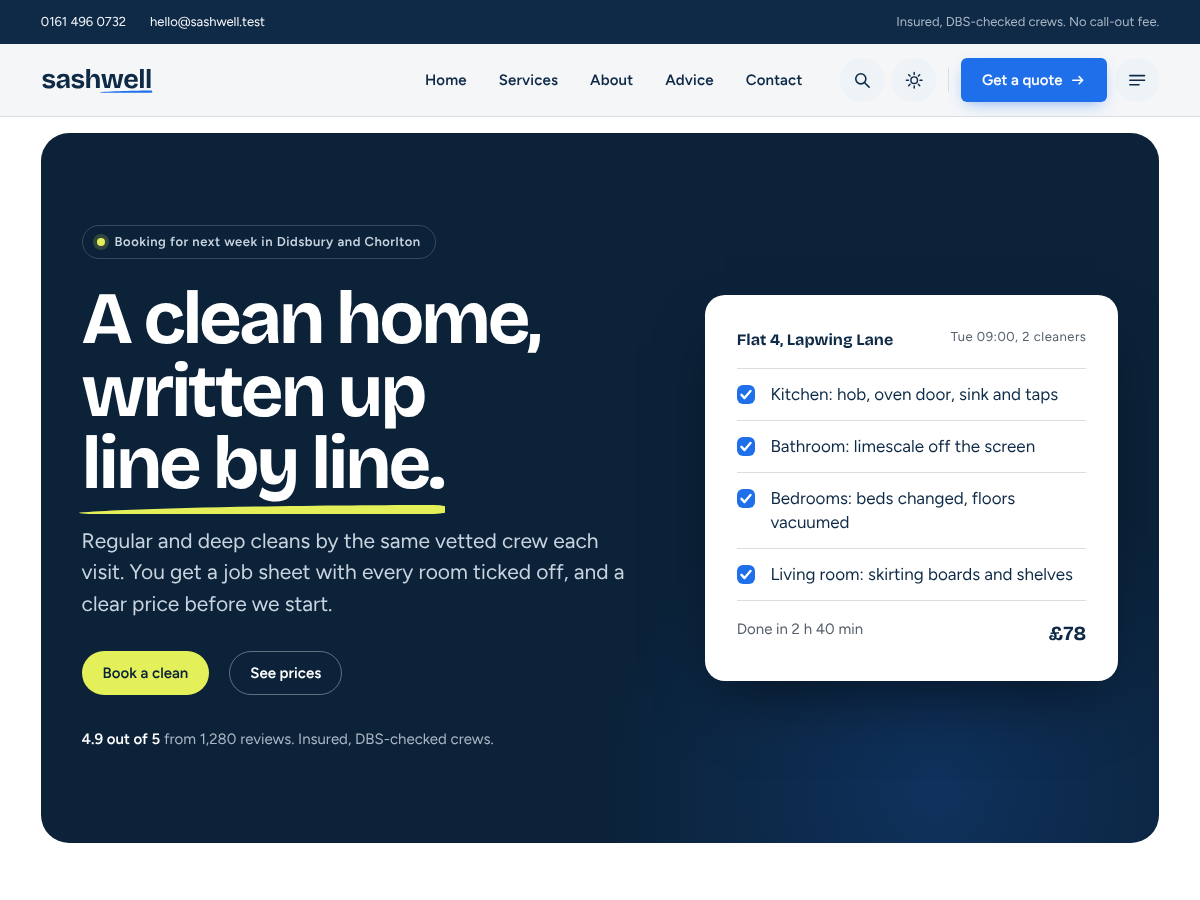 0161 496 0732
hello@sashwell.test
Insured, DBS-checked crews. No call-out fee.
sashwell
Home
Services
About
Advice
Contact
Get a quote
Booking for next week in Didsbury and Chorlton
A clean home,
written up
line by line.
Regular and deep cleans by the same vetted crew each
visit. You get a job sheet with every room ticked off, and a
clear price before we start.
Book a clean
See prices
4.9 out of 5 from 1,280 reviews. Insured, DBS-checked crews.
Flat 4, Lapwing Lane
Tue 09:00, 2 cleaners
Kitchen: hob, oven door, sink and taps
Bathroom: limescale off the screen
Bedrooms: beds changed, floors
vacuumed
Living room: skirting boards and shelves
Done in 2 h 40 min
£78